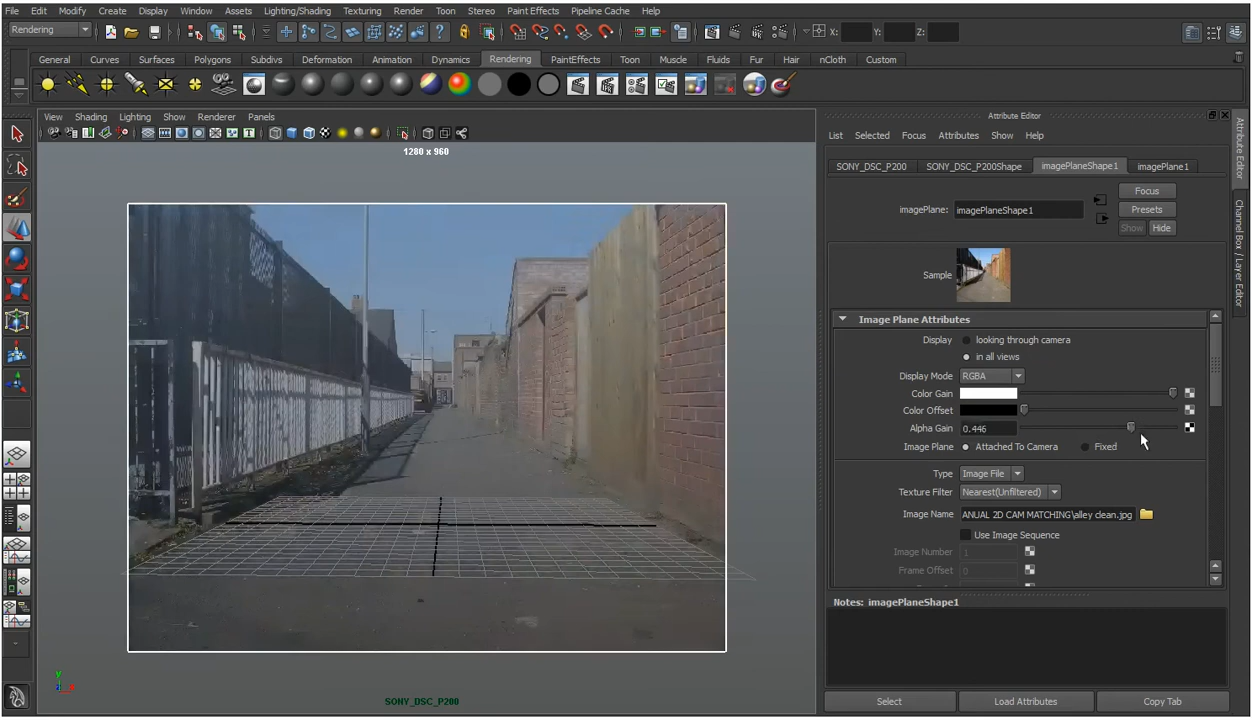 File Edit Modify Create Display Window Assets Lighting/Shading Texturing Render Toon Stereo Paint Effects Pipeline Cache Help
Rendering X: Y: Z:
General Curves Surfaces Polygons Subdivs Deformation Animation Dynamics Rendering PaintEffects Toon Muscle Fluids Fur Hair nCloth Custom
View Shading Lighting Show Renderer Panels
1280 x 960
SONY_DSC_P200
y
Attribute Editor
List Selected Focus Attributes Show Help
SONY_DSC_P200 SONY_DSC_P200Shape imagePlaneShape1 imagePlane1
Focus
imagePlane: imagePlaneShape1 Presets
Show Hide
Sample
Image Plane Attributes
Display looking through camera
in all views
Display Mode RGBA
Color Gain
Color Offset
Alpha Gain 0.446
Image Plane Attached To Camera Fixed
Type Image File
Texture Filter Nearest(Unfiltered)
Image Name ANUAL 2D CAM MATCHING\alley clean.jpg
Use Image Sequence
Image Number 1
Frame Offset 0
Notes: imagePlaneShape1
Select Load Attributes Copy Tab
Attribute Editor
Channel Box / Layer Editor